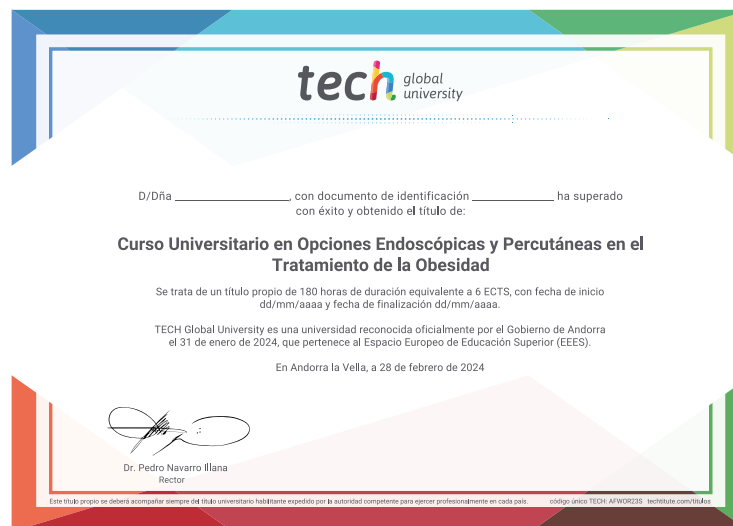 tech global
university
D/Dña ____________________, con documento de identificación ______________ ha superado
con éxito y obtenido el título de:
Curso Universitario en Opciones Endoscópicas y Percutáneas en el
Tratamiento de la Obesidad
Se trata de un título propio de 180 horas de duración equivalente a 6 ECTS, con fecha de inicio
dd/mm/aaaa y fecha de finalización dd/mm/aaaa.
TECH Global University es una universidad reconocida oficialmente por el Gobierno de Andorra
el 31 de enero de 2024, que pertenece al Espacio Europeo de Educación Superior (EEES).
En Andorra la Vella, a 28 de febrero de 2024
Dr. Pedro Navarro Illana
Rector
Este título propio se deberá acompañar siempre del título universitario habilitante expedido por la autoridad competente para ejercer profesionalmente en cada país. código único TECH: AFWOR23S techtitute.com/titulos